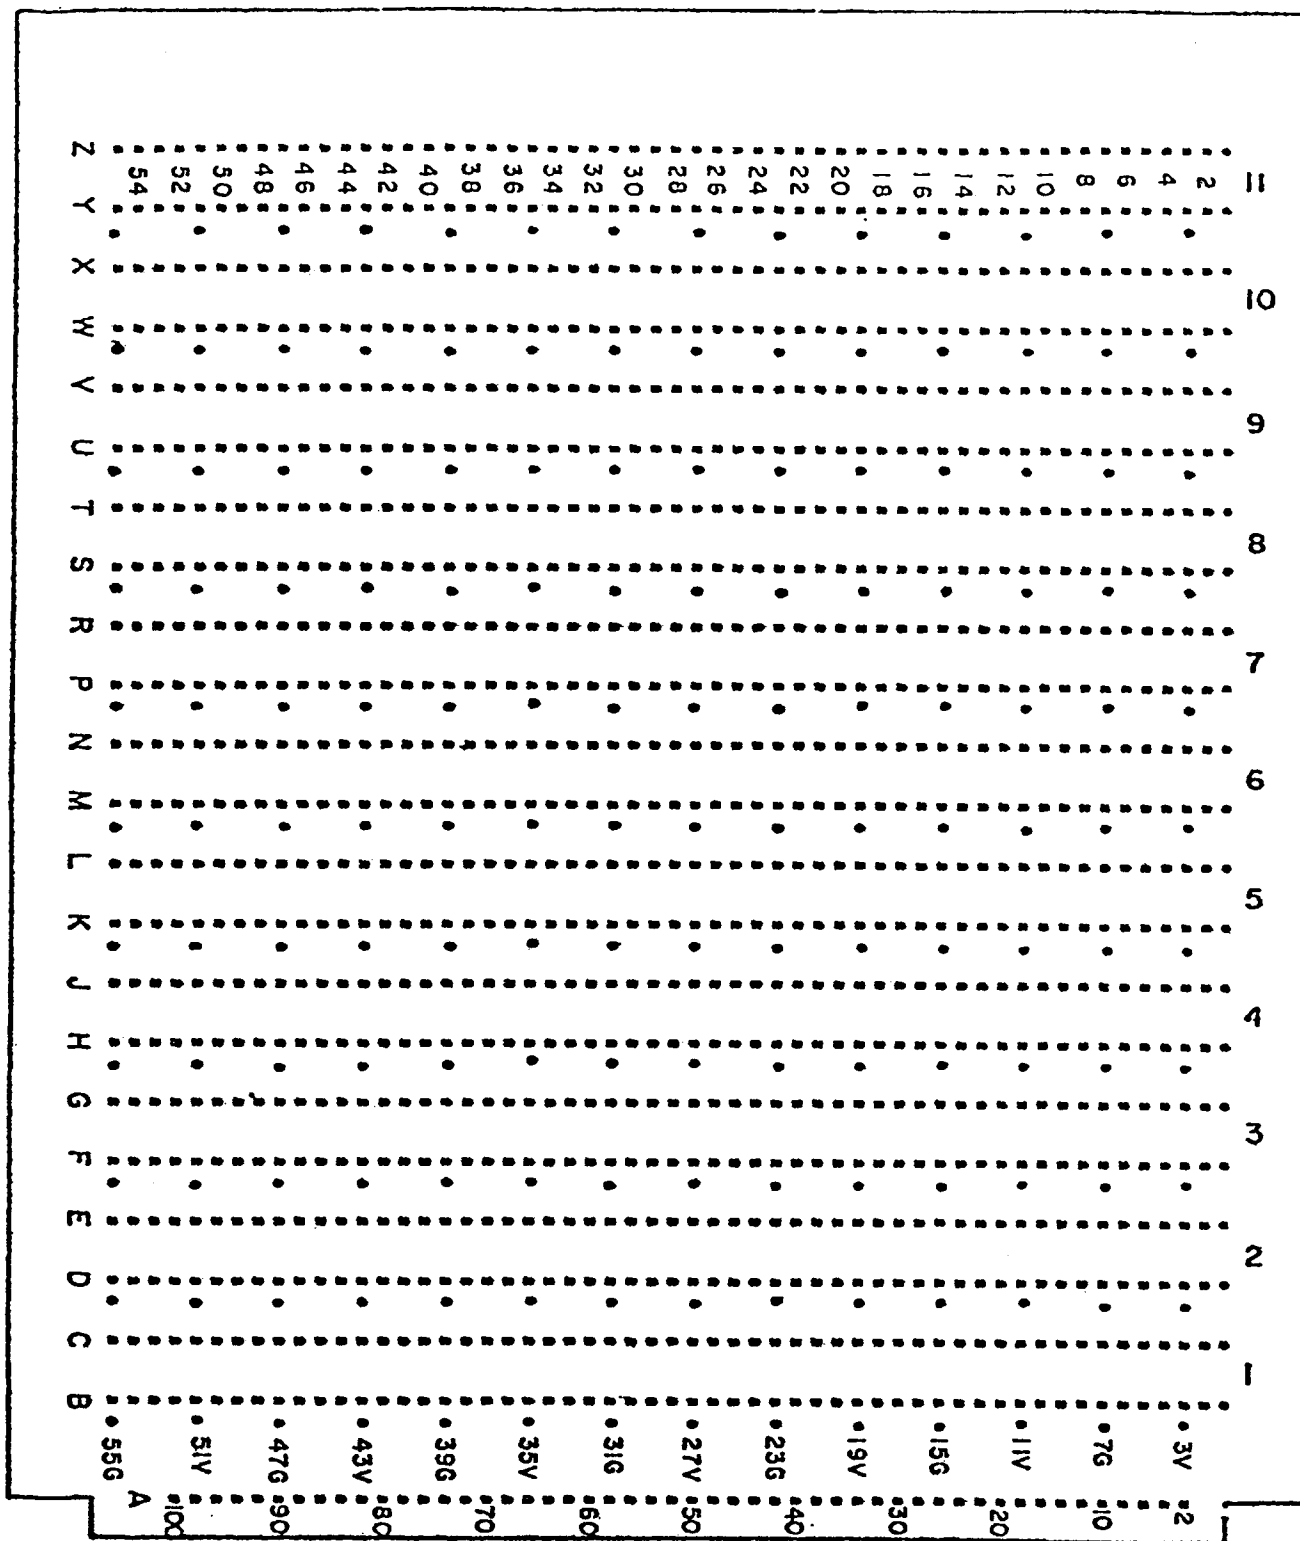 Z Y X W V U T S R P N M L K J H G F E D C B
54 52 50 48 46 44 42 40 38 36 34 32 30 28 26 24 22 20 18 16 14 12 10 8 6 4 2
11 10 9 8 7 6 5 4 3 2 1
55G 51V 47G 43V 39G 35V 31G 27V 23G 19V 15G 11V 7G 3V
A 100 90 80 70 60 50 40 30 20 10 2
1